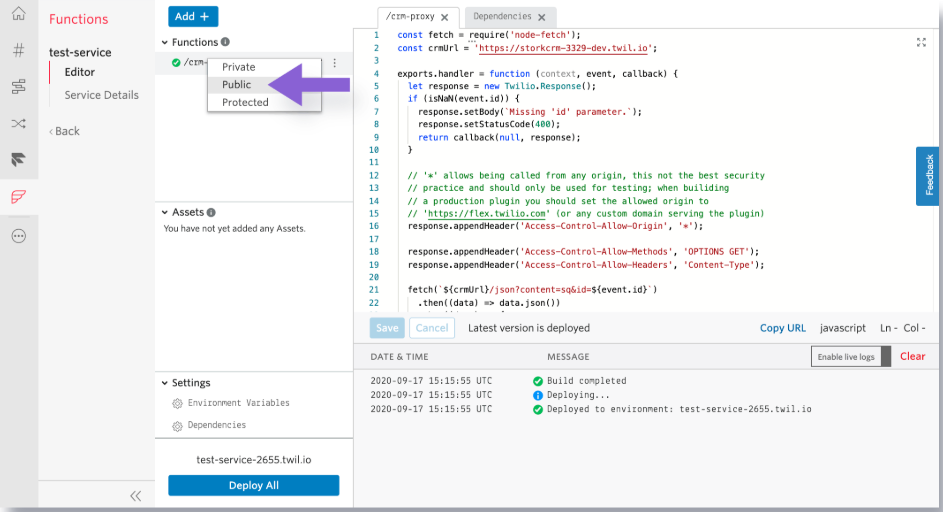 Functions
test-service
Editor
Service Details
‹ Back
Add +
Functions
/crm-
Private
Public
Protected
Assets
You have not yet added any Assets.
Settings
Environment Variables
Dependencies
test-service-2655.twil.io
Deploy All
/crm-proxy
Dependencies
1 const fetch = require('node-fetch');
2 const crmUrl = 'https://storkcrm-3329-dev.twil.io';
3
4 exports.handler = function (context, event, callback) {
5 let response = new Twilio.Response();
6 if (isNaN(event.id)) {
7 response.setBody(`Missing 'id' parameter.`);
8 response.setStatusCode(400);
9 return callback(null, response);
10 }
11
12 // '*' allows being called from any origin, this not the best security
13 // practice and should only be used for testing; when builiding
14 // a production plugin you should set the allowed origin to
15 // 'https://flex.twilio.com' (or any custom domain serving the plugin)
16 response.appendHeader('Access-Control-Allow-Origin', '*');
17
18 response.appendHeader('Access-Control-Allow-Methods', 'OPTIONS GET');
19 response.appendHeader('Access-Control-Allow-Headers', 'Content-Type');
20
21 fetch(`${crmUrl}/json?content=sq&id=${event.id}`)
22 .then((data) => data.json())
Feedback
Save Cancel Latest version is deployed Copy URL javascript Ln - Col -
DATE & TIME MESSAGE Enable live logs Clear
2020-09-17 15:15:55 UTC Build completed
2020-09-17 15:15:55 UTC Deploying...
2020-09-17 15:15:55 UTC Deployed to environment: test-service-2655.twil.io